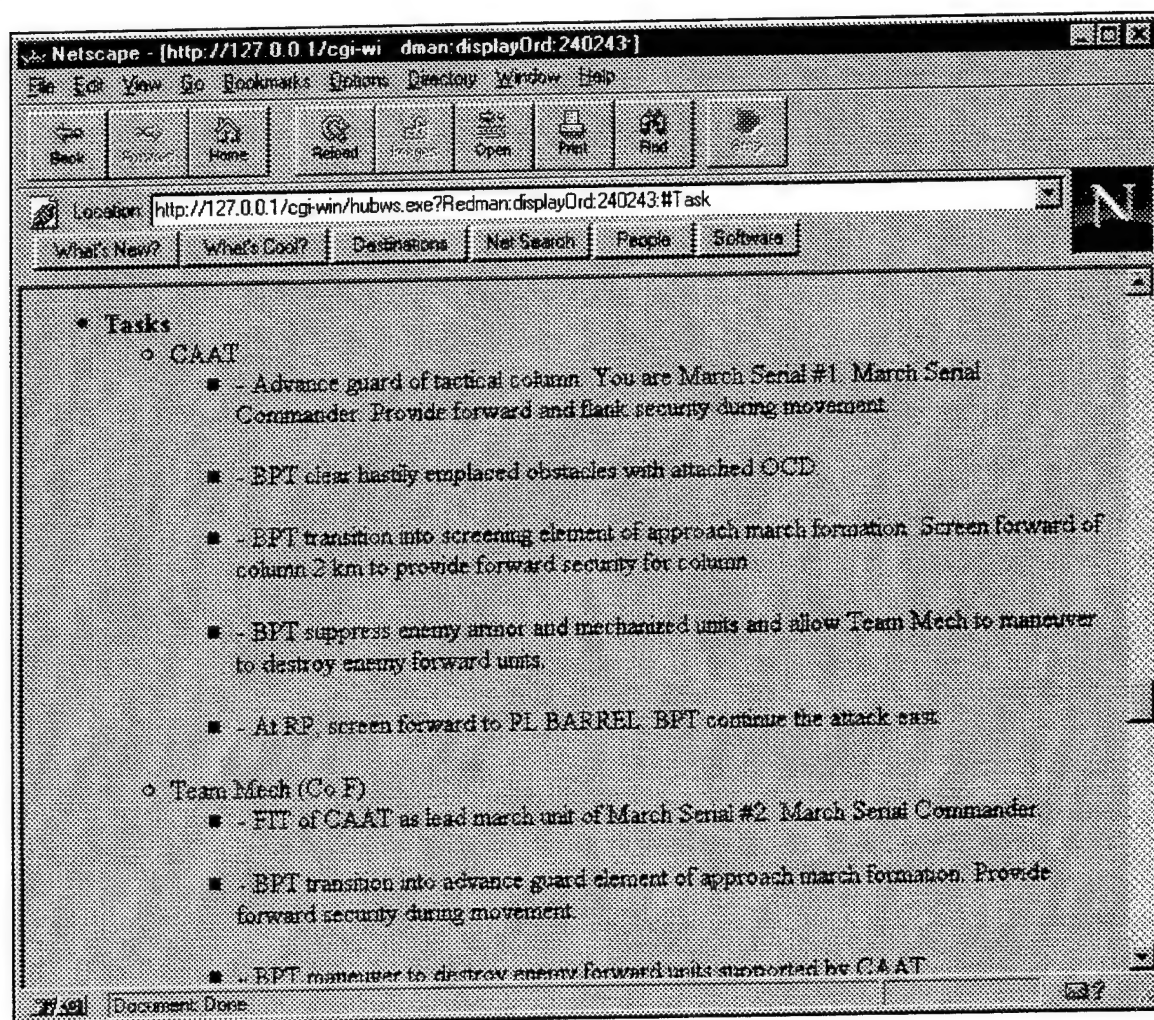 Netscape - [http://127.0.0.1/cgi-wi dman:displayOrd:240243:]
File Edit View Go Bookmarks Options Directory Window Help
Back Forward Home Reload Images Open Print Find Stop
Location: http://127.0.0.1/cgi-win/hubws.exe?Redman:displayOrd:240243:#Task
N
What's New? What's Cool? Destinations Net Search People Software
• Tasks
○ CAAT
■ - Advance guard of tactical column. You are March Serial #1. March Serial
Commander. Provide forward and flank security during movement.
■ - BPT clear hastily emplaced obstacles with attached OCD.
■ - BPT transition into screening element of approach march formation. Screen forward of
column 2 km to provide forward security for column.
■ - BPT suppress enemy armor and mechanized units and allow Team Mech to maneuver
to destroy enemy forward units.
■ - At RP, screen forward to PL BARREL. BPT continue the attack east.
○ Team Mech (Co F)
■ - FIT of CAAT as lead march unit of March Serial #2. March Serial Commander.
■ - BPT transition into advance guard element of approach march formation. Provide
forward security during movement.
■ - BPT maneuver to destroy enemy forward units supported by CAAT
Document: Done